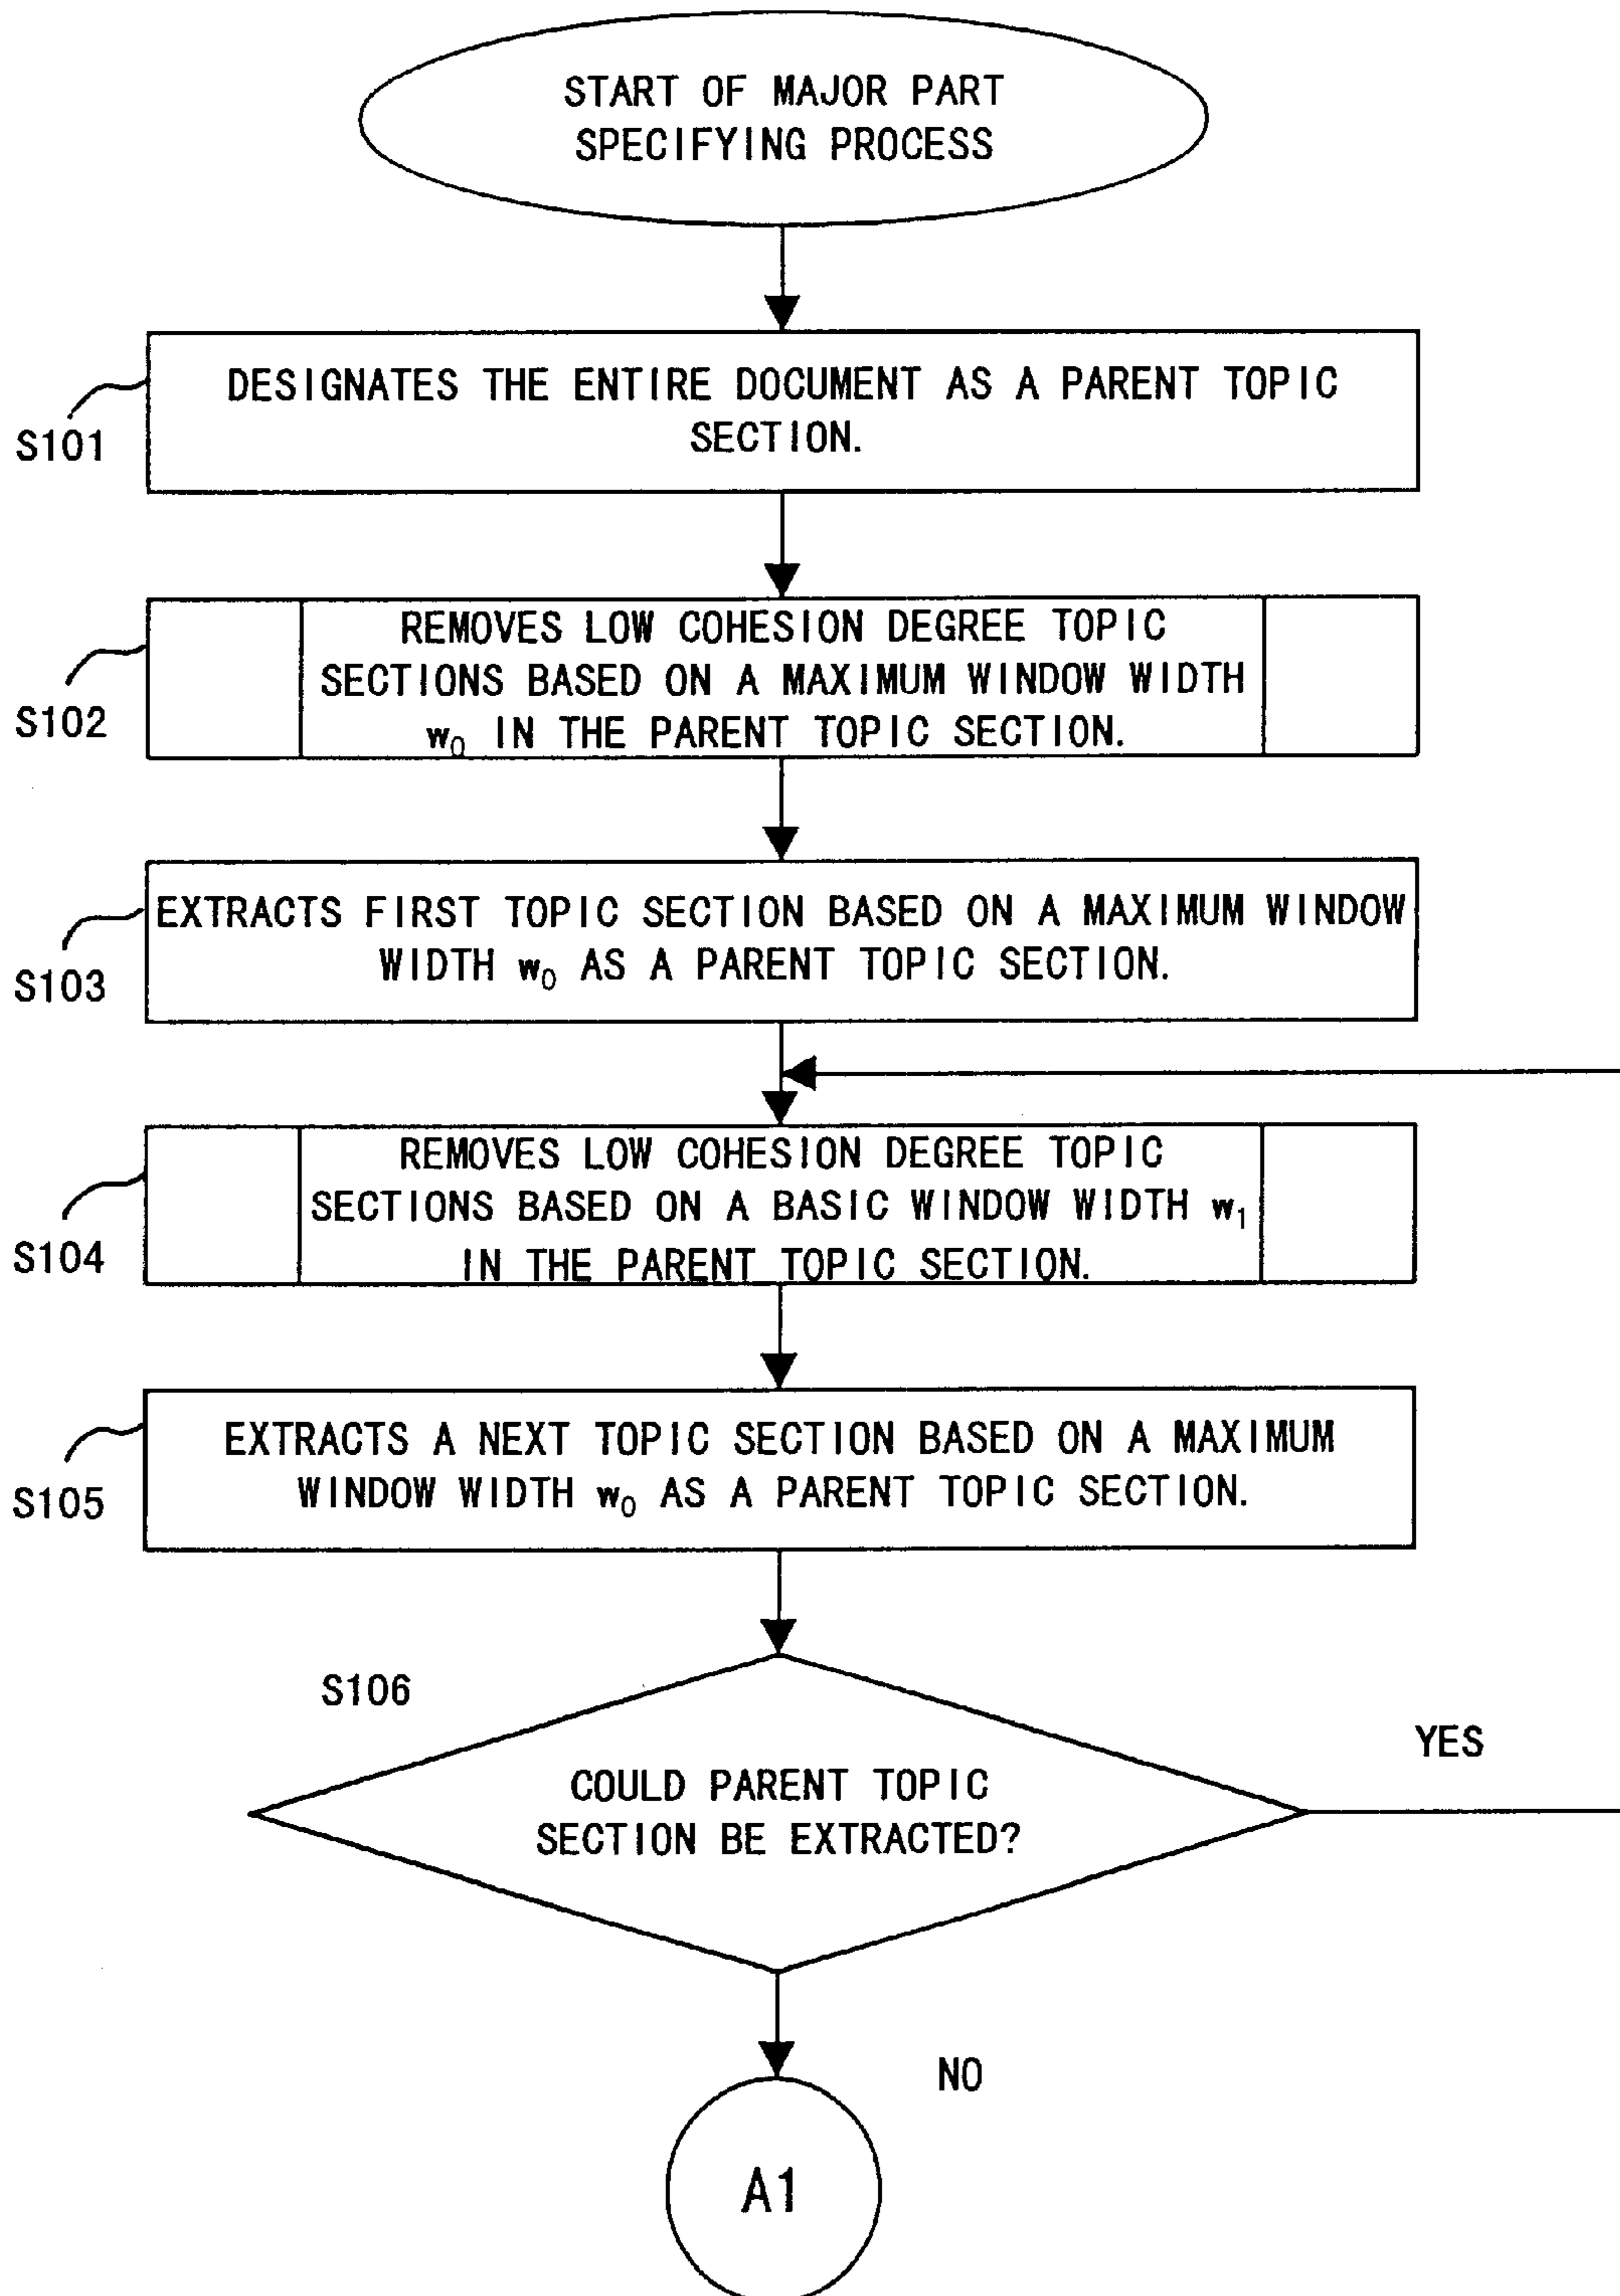 START OF MAJOR PART
SPECIFYING PROCESS
DESIGNATES THE ENTIRE DOCUMENT AS A PARENT TOPIC
SECTION.
S101
REMOVES LOW COHESION DEGREE TOPIC
SECTIONS BASED ON A MAXIMUM WINDOW WIDTH
w₀ IN THE PARENT TOPIC SECTION.
S102
EXTRACTS FIRST TOPIC SECTION BASED ON A MAXIMUM WINDOW
WIDTH w₀ AS A PARENT TOPIC SECTION.
S103
REMOVES LOW COHESION DEGREE TOPIC
SECTIONS BASED ON A BASIC WINDOW WIDTH w₁
IN THE PARENT TOPIC SECTION.
S104
EXTRACTS A NEXT TOPIC SECTION BASED ON A MAXIMUM
WINDOW WIDTH w₀ AS A PARENT TOPIC SECTION.
S105
S106
YES
COULD PARENT TOPIC
SECTION BE EXTRACTED?
NO
A1